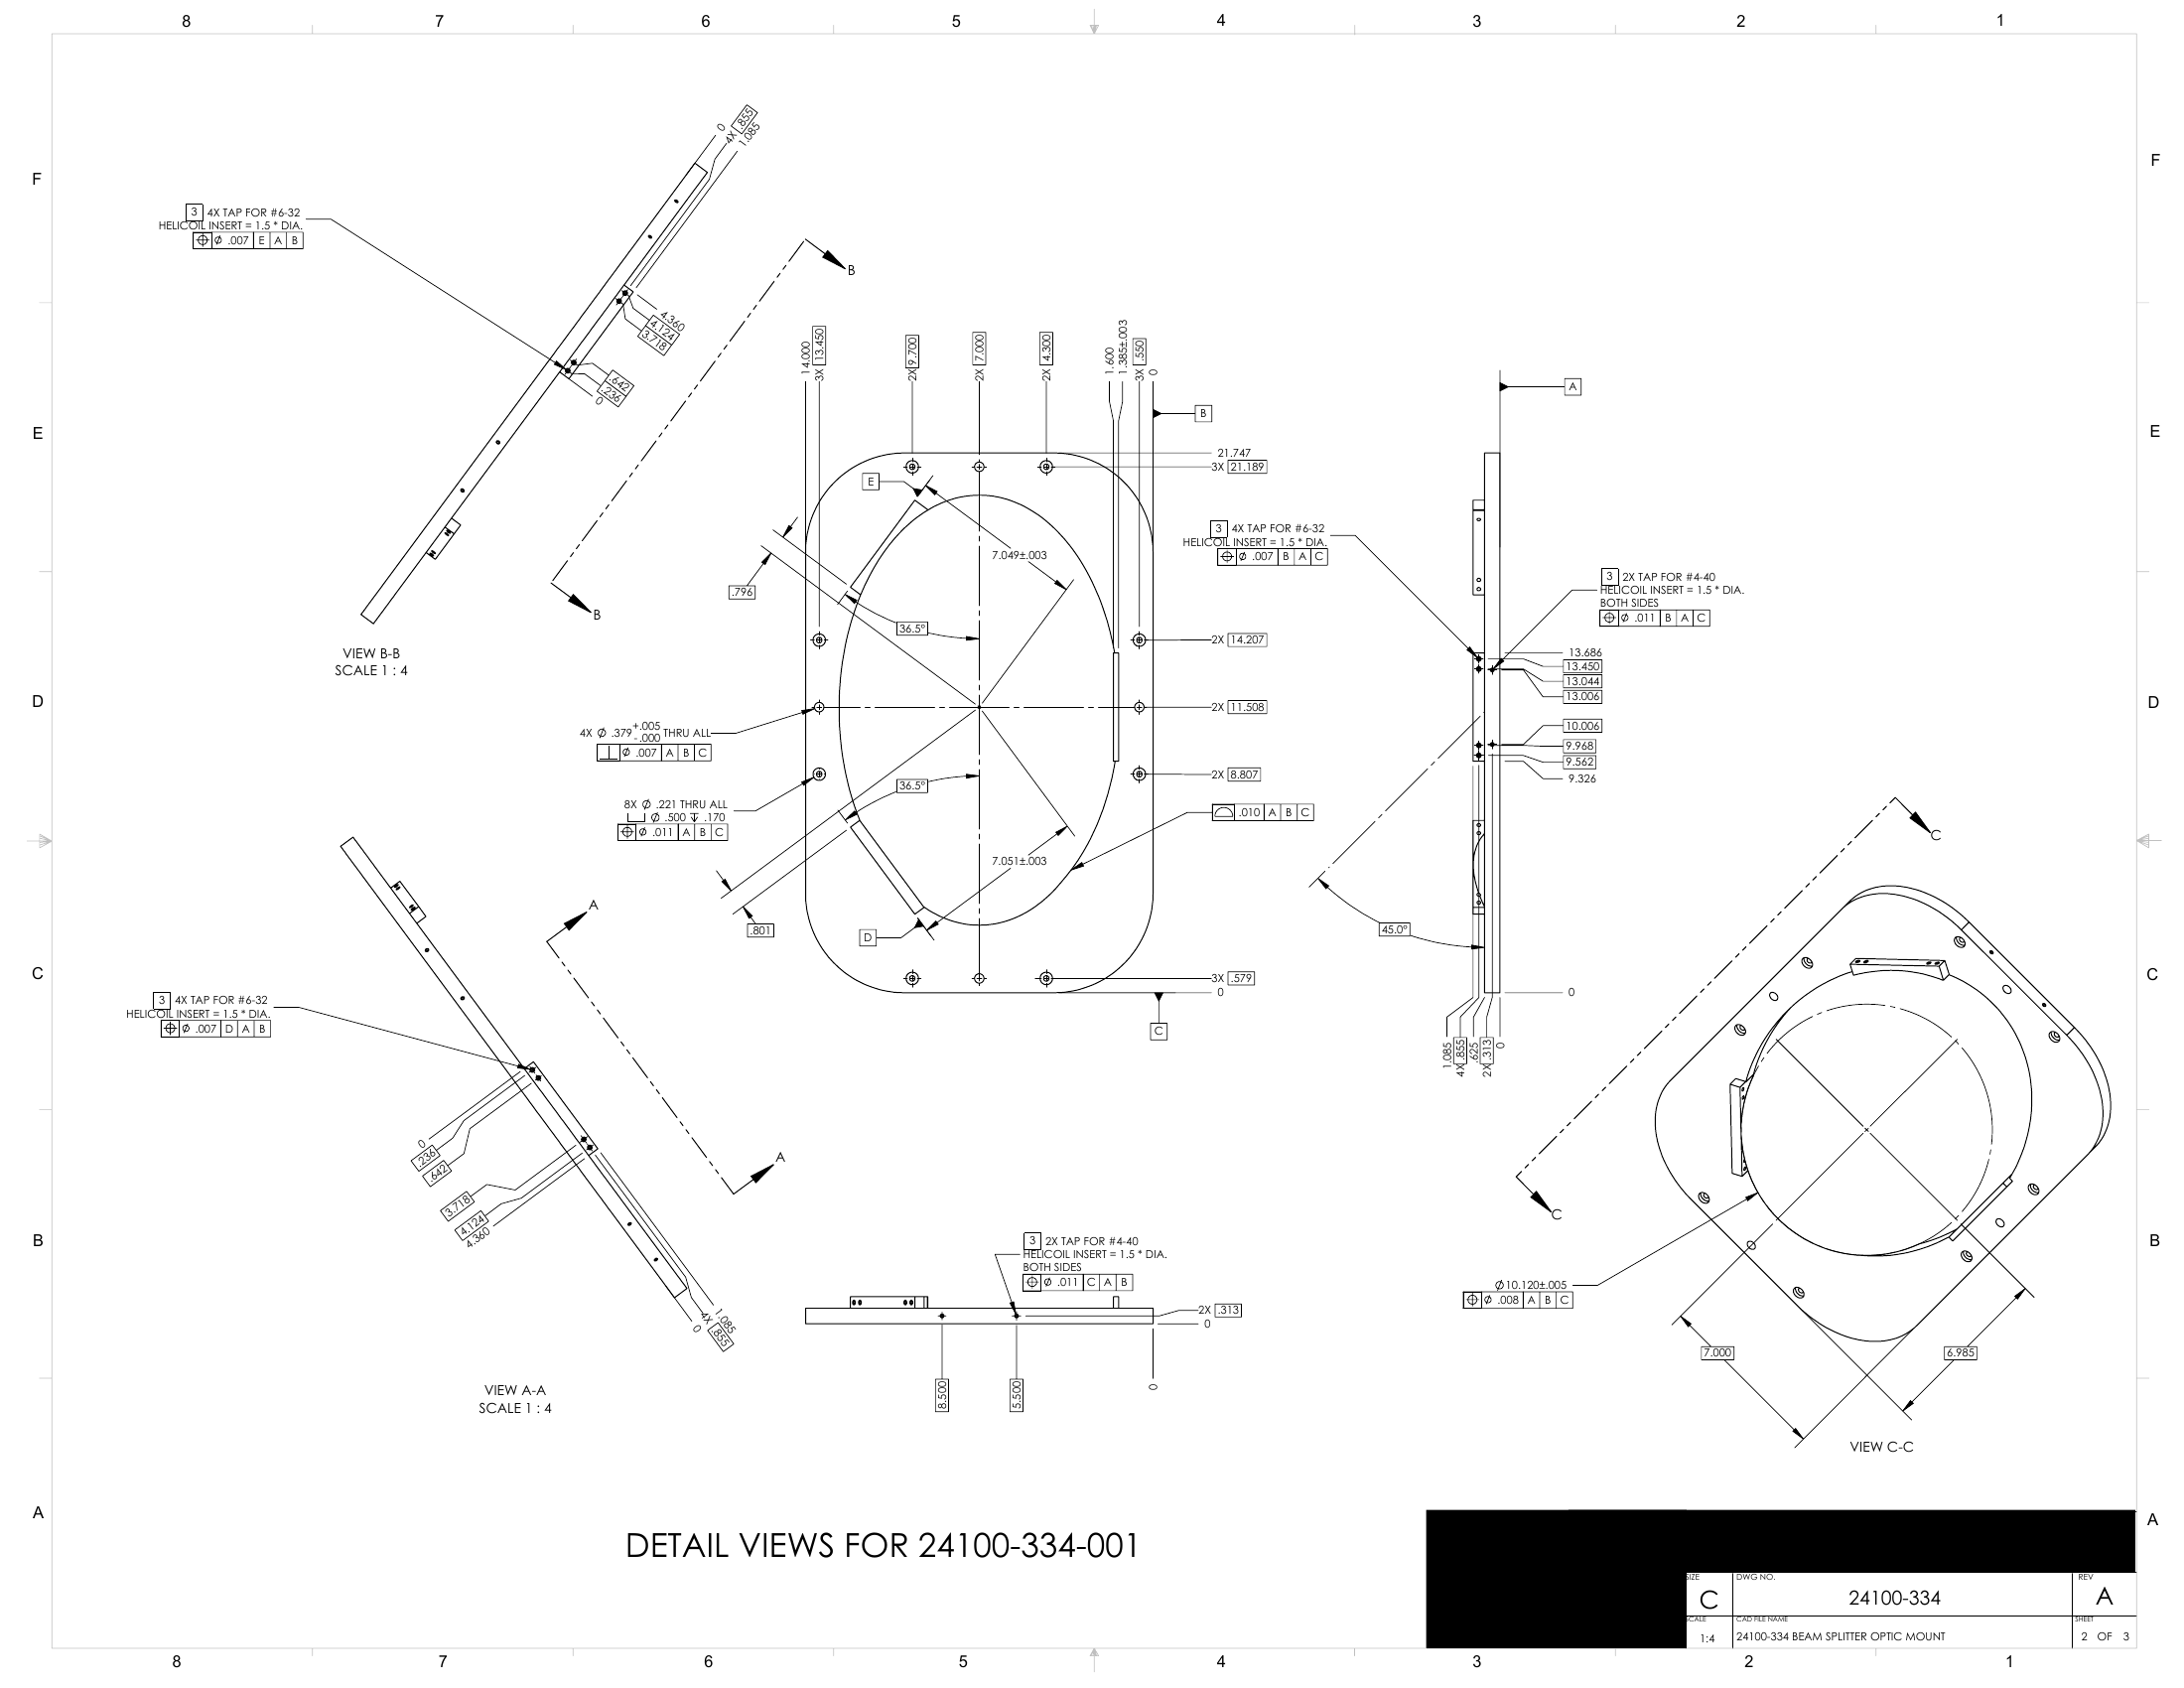 8 7 6 5 4 3 2 1
F F
E E
D D
C C
B B
A A
0
4X .855
1.085
3 4X TAP FOR #6-32
HELICOIL INSERT = 1.5 * DIA.
⌖ Ø .007 E A B
4.360
4.124
3.718
.642
.236
0
B
B
VIEW B-B
SCALE 1 : 4
14.000
3X 13.450
2X 9.700
2X 7.000
2X 4.300
1.600
1.385±.003
3X .550
0
B
21.747
3X 21.189
E
7.049±.003
.796
36.5°
2X 14.207
2X 11.508
4X Ø .379 +.005 -.000 THRU ALL
⊥ Ø .007 A B C
36.5°
2X 8.807
8X Ø .221 THRU ALL
⌴ Ø .500 ↧ .170
⌖ Ø .011 A B C
⌓ .010 A B C
7.051±.003
.801
D
3X .579
0
C
A
3 4X TAP FOR #6-32
HELICOIL INSERT = 1.5 * DIA.
⌖ Ø .007 B A C
3 2X TAP FOR #4-40
HELICOIL INSERT = 1.5 * DIA.
BOTH SIDES
⌖ Ø .011 B A C
13.686
13.450
13.044
13.006
10.006
9.968
9.562
9.326
45.0°
0
1.085
4X .855
.625
2X .313
0
C
C
Ø10.120±.005
⌖ Ø .008 A B C
7.000
6.985
VIEW C-C
A
A
3 4X TAP FOR #6-32
HELICOIL INSERT = 1.5 * DIA.
⌖ Ø .007 D A B
0
.236
.642
3.718
4.124
4.360
1.085
4X .855
0
VIEW A-A
SCALE 1 : 4
3 2X TAP FOR #4-40
HELICOIL INSERT = 1.5 * DIA.
BOTH SIDES
⌖ Ø .011 C A B
2X .313
0
8.500
5.500
0
DETAIL VIEWS FOR 24100-334-001
SIZE
C
DWG NO.
24100-334
REV
A
SCALE
1:4
CAD FILE NAME
24100-334 BEAM SPLITTER OPTIC MOUNT
SHEET
2 OF 3
8 7 6 5 4 3 2 1